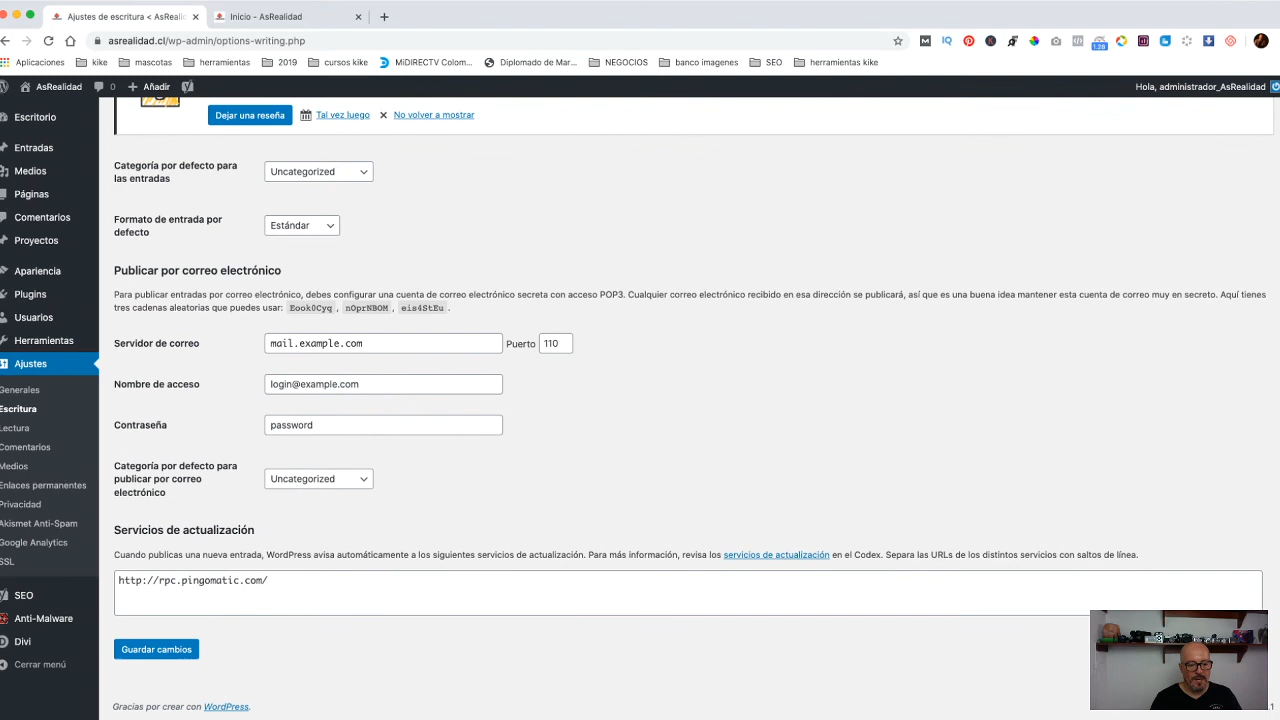 Ajustes de escritura < AsRealid
Inicio - AsRealidad
asrealidad.cl/wp-admin/options-writing.php
Aplicaciones
kike
mascotas
herramientas
2019
cursos kike
MiDIRECTV Colom...
Diplomado de Mar...
NEGOCIOS
banco imagenes
SEO
herramientas kike
AsRealidad
0
Añadir
Hola, administrador_AsRealidad
Escritorio
Entradas
Medios
Páginas
Comentarios
Proyectos
Apariencia
Plugins
Usuarios
Herramientas
Ajustes
Generales
Escritura
Lectura
Comentarios
Medios
Enlaces permanentes
Privacidad
Akismet Anti-Spam
Google Analytics
SSL
SEO
Anti-Malware
Divi
Cerrar menú
Dejar una reseña
Tal vez luego
No volver a mostrar
Categoría por defecto para
las entradas
Uncategorized
Formato de entrada por
defecto
Estándar
Publicar por correo electrónico
Para publicar entradas por correo electrónico, debes configurar una cuenta de correo electrónico secreta con acceso POP3. Cualquier correo electrónico recibido en esa dirección se publicará, así que es una buena idea mantener esta cuenta de correo muy en secreto. Aquí tienes
tres cadenas aleatorias que puedes usar: Eook0Cyq , nOprNBOM , eis4StEu .
Servidor de correo
mail.example.com
Puerto 110
Nombre de acceso
login@example.com
Contraseña
password
Categoría por defecto para
publicar por correo
electrónico
Uncategorized
Servicios de actualización
Cuando publicas una nueva entrada, WordPress avisa automáticamente a los siguientes servicios de actualización. Para más información, revisa los servicios de actualización en el Codex. Separa las URLs de los distintos servicios con saltos de línea.
http://rpc.pingomatic.com/
Guardar cambios
Gracias por crear con WordPress.